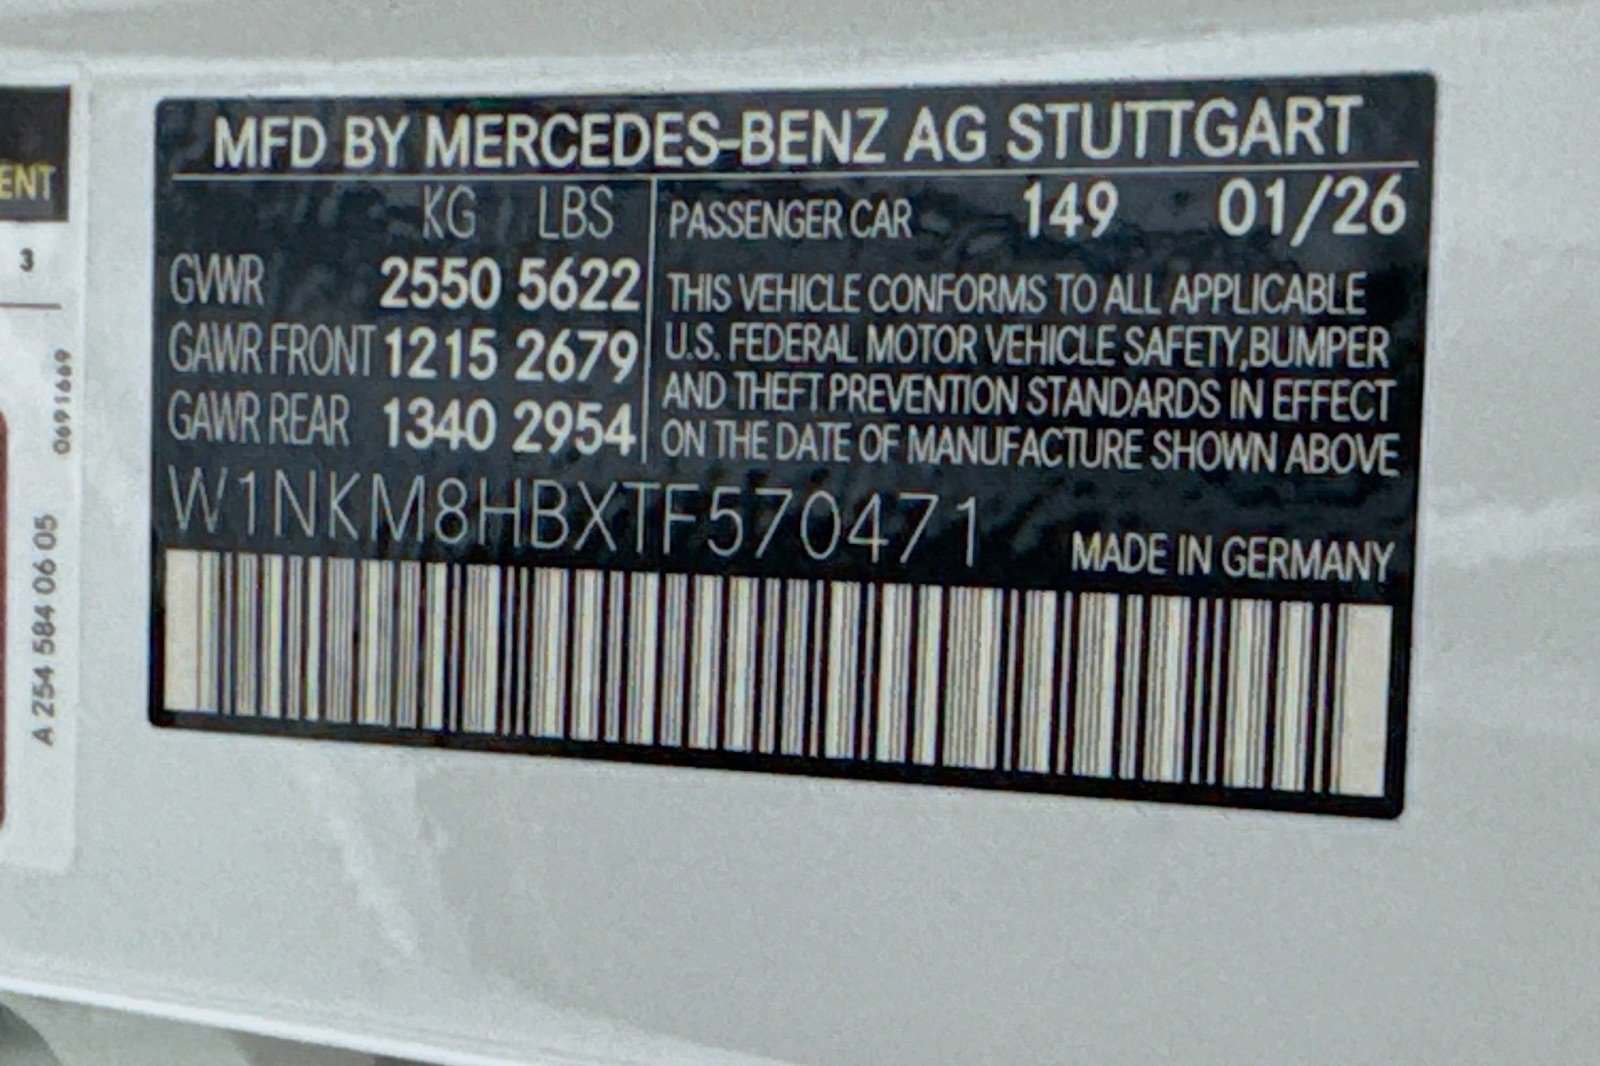 ENT
3
0691669
A 254 584 06 05
MFD BY MERCEDES-BENZ AG STUTTGART
KG LBS
GVWR 2550 5622
GAWR FRONT 1215 2679
GAWR REAR 1340 2954
PASSENGER CAR 149 01/26
THIS VEHICLE CONFORMS TO ALL APPLICABLE
U.S. FEDERAL MOTOR VEHICLE SAFETY,BUMPER
AND THEFT PREVENTION STANDARDS IN EFFECT
ON THE DATE OF MANUFACTURE SHOWN ABOVE
W1NKM8HBXTF570471
MADE IN GERMANY